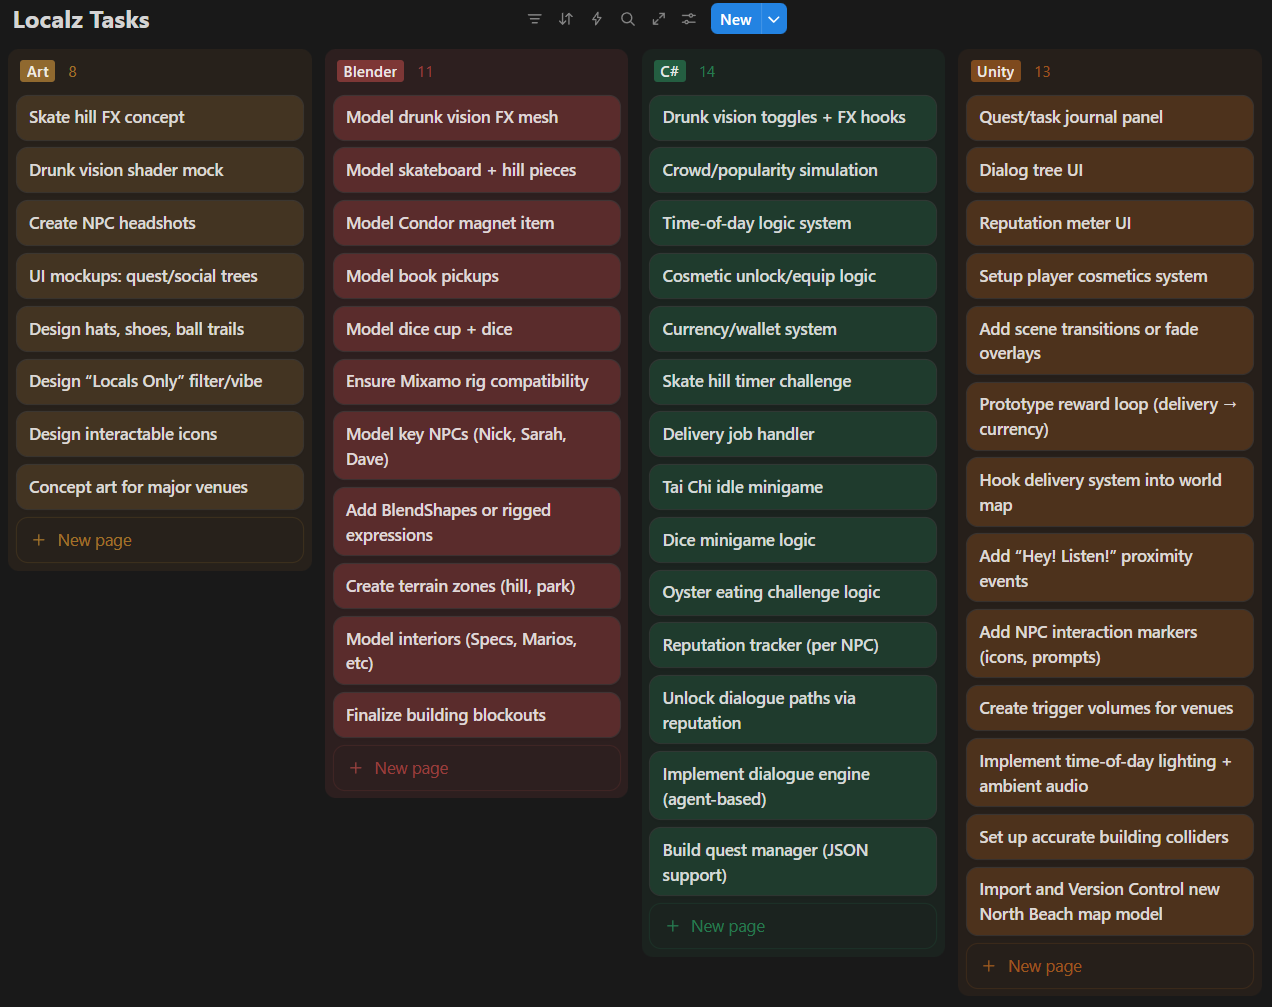 Localz Tasks
New
Art 8
Skate hill FX concept
Drunk vision shader mock
Create NPC headshots
UI mockups: quest/social trees
Design hats, shoes, ball trails
Design “Locals Only” filter/vibe
Design interactable icons
Concept art for major venues
+ New page
Blender 11
Model drunk vision FX mesh
Model skateboard + hill pieces
Model Condor magnet item
Model book pickups
Model dice cup + dice
Ensure Mixamo rig compatibility
Model key NPCs (Nick, Sarah,
Dave)
Add BlendShapes or rigged
expressions
Create terrain zones (hill, park)
Model interiors (Specs, Marios,
etc)
Finalize building blockouts
+ New page
C# 14
Drunk vision toggles + FX hooks
Crowd/popularity simulation
Time-of-day logic system
Cosmetic unlock/equip logic
Currency/wallet system
Skate hill timer challenge
Delivery job handler
Tai Chi idle minigame
Dice minigame logic
Oyster eating challenge logic
Reputation tracker (per NPC)
Unlock dialogue paths via
reputation
Implement dialogue engine
(agent-based)
Build quest manager (JSON
support)
+ New page
Unity 13
Quest/task journal panel
Dialog tree UI
Reputation meter UI
Setup player cosmetics system
Add scene transitions or fade
overlays
Prototype reward loop (delivery →
currency)
Hook delivery system into world
map
Add “Hey! Listen!” proximity
events
Add NPC interaction markers
(icons, prompts)
Create trigger volumes for venues
Implement time-of-day lighting +
ambient audio
Set up accurate building colliders
Import and Version Control new
North Beach map model
+ New page